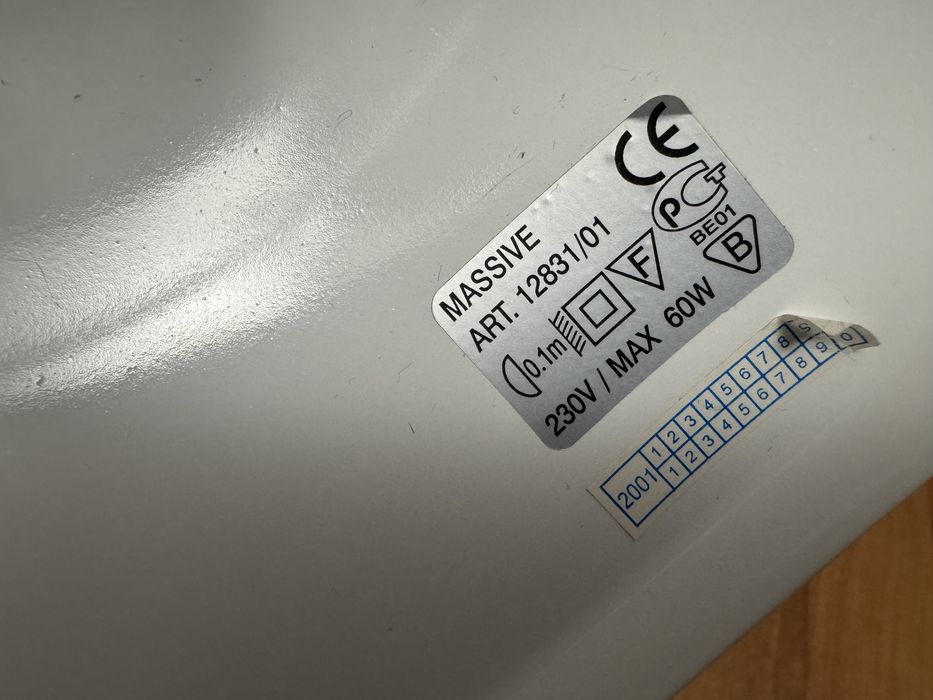 CE
MASSIVE
ART. 12831/01
PCT
BE01
0.1m
F
B
230V / MAX 60W
2001
1 2 3 4 5 6 7 8 9
1 2 3 4 5 6 7 8 9 0